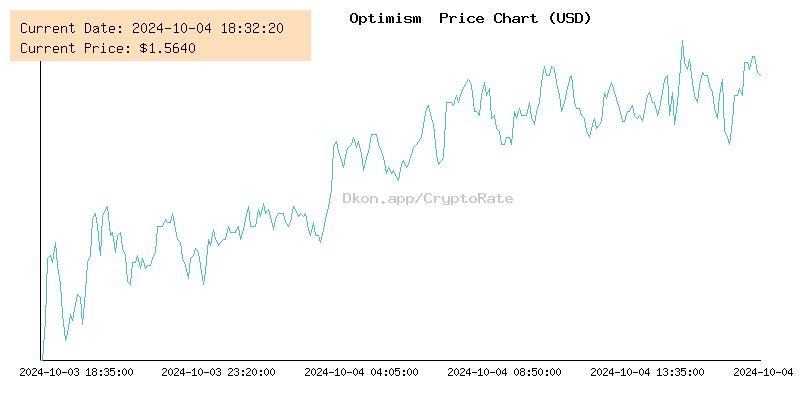 Optimism  Price Chart (USD)
Current Date: 2024-10-04 18:32:20
Current Price: $1.5640
Dkon.app/CryptoRate
2024-10-03 18:35:00 2024-10-03 23:20:00 2024-10-04 04:05:00 2024-10-04 08:50:00 2024-10-04 13:35:00 2024-10-04